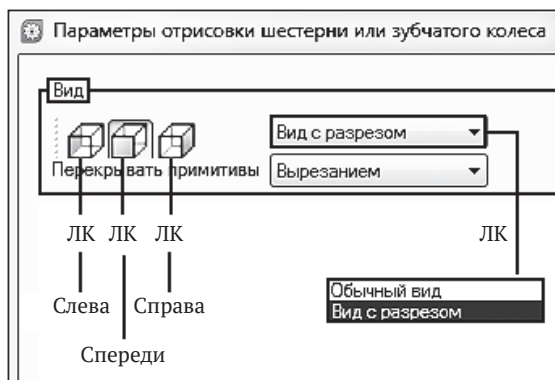 Параметры отрисовки шестерни или зубчатого колеса
Вид
Вид с разрезом
Перекрывать примитивы
Вырезанием
ЛК ЛК ЛК ЛК
Слева Справа
Обычный вид
Вид с разрезом
Спереди